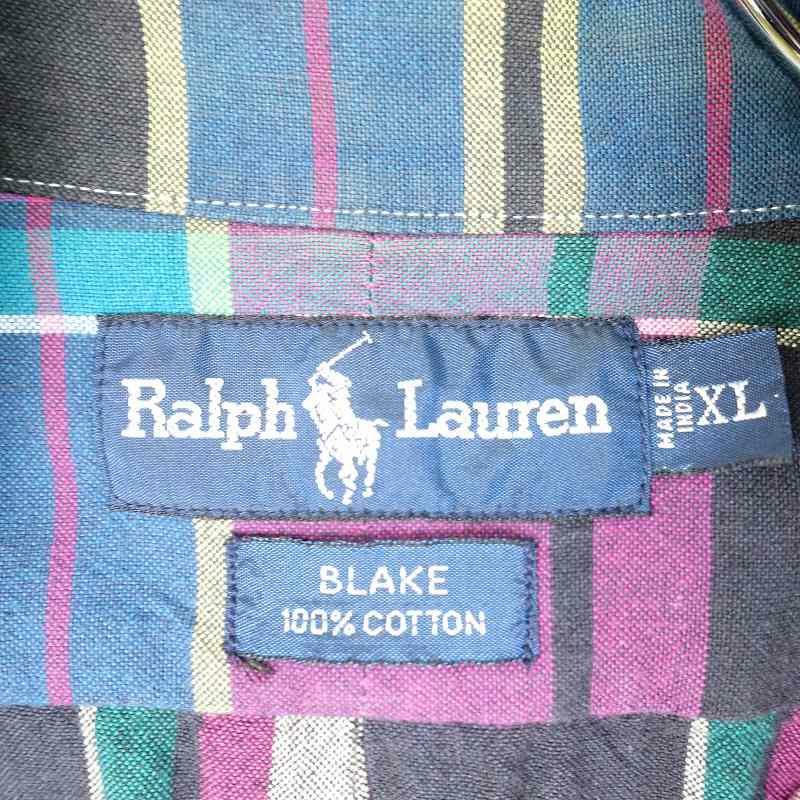 Ralph Lauren
MADE IN
INDIA
XL
BLAKE
100% COTTON